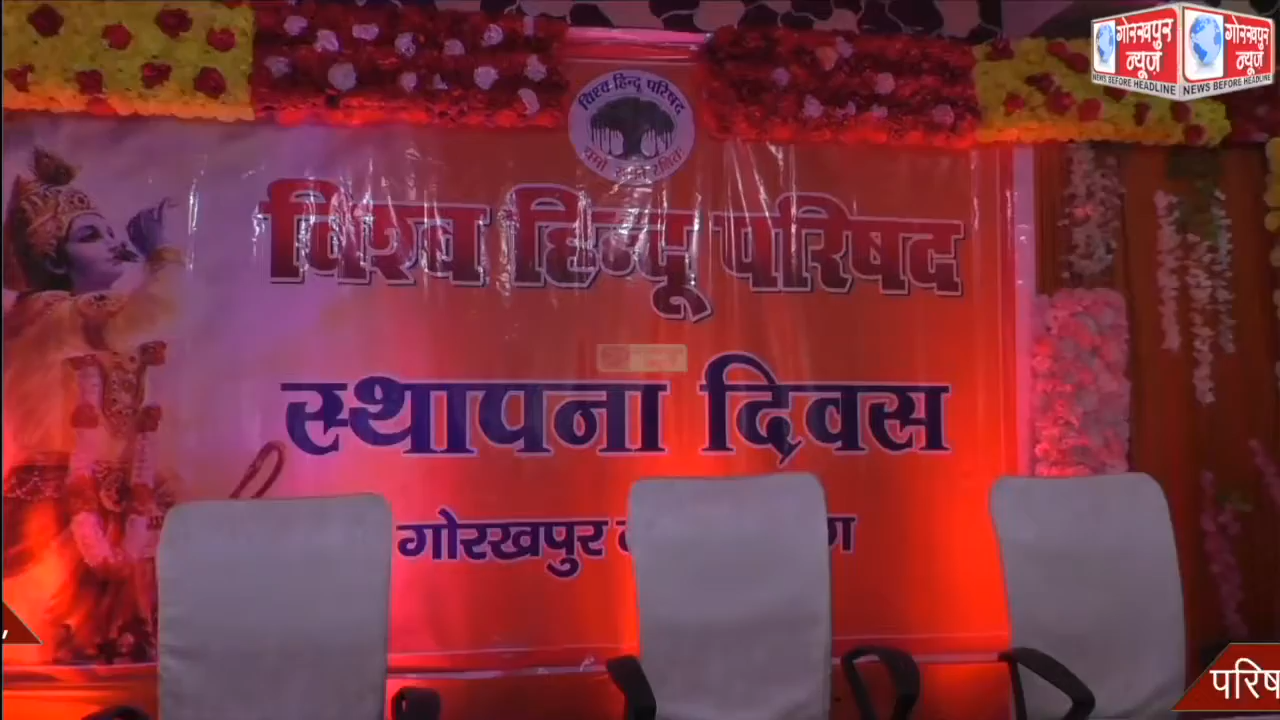 गोरखपुर न्यूज़ गोरखपुर न्यूज़
NEWS BEFORE HEADLINE NEWS BEFORE HEADLINE
विश्व हिन्दू परिषद
विश्व हिन्दू परिषद
स्थापना दिवस
गोरखपुर
परिष